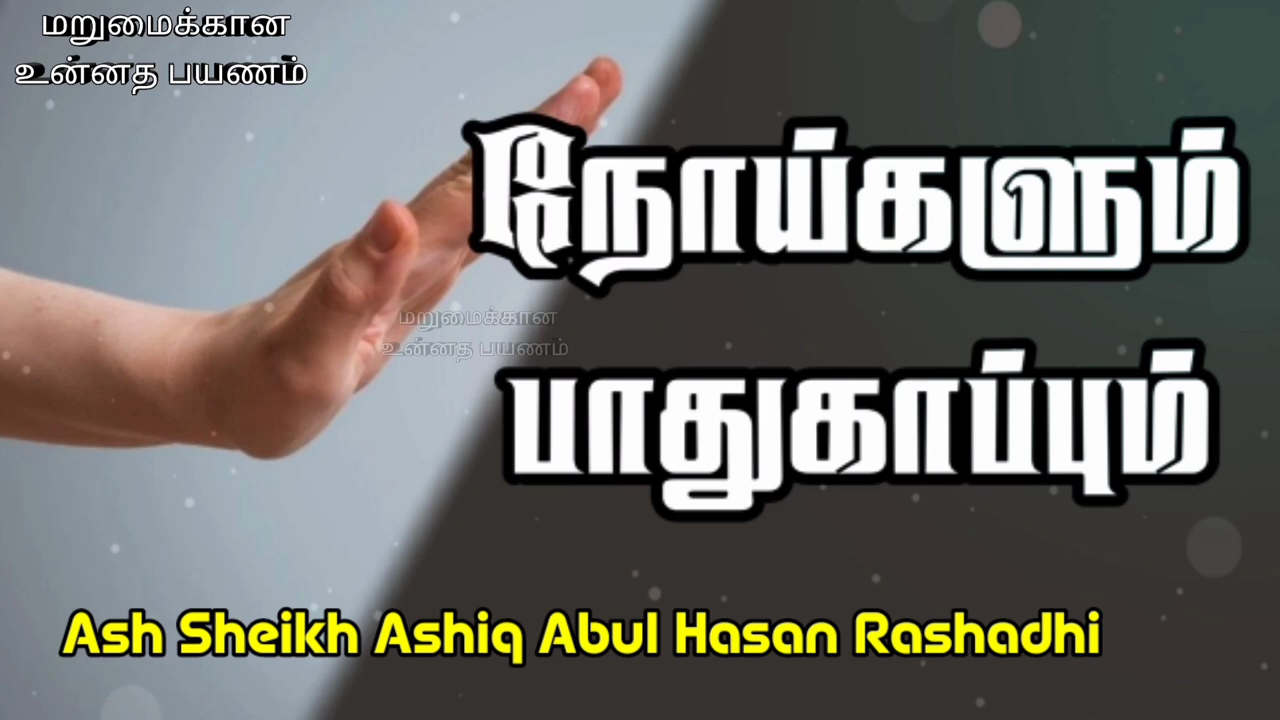 மறுமைக்கான
உன்னத பயணம்
நோய்களும்
மறுமைக்கான
உன்னத பயணம்
பாதுகாப்பும்
Ash Sheikh Ashiq Abul Hasan Rashadhi